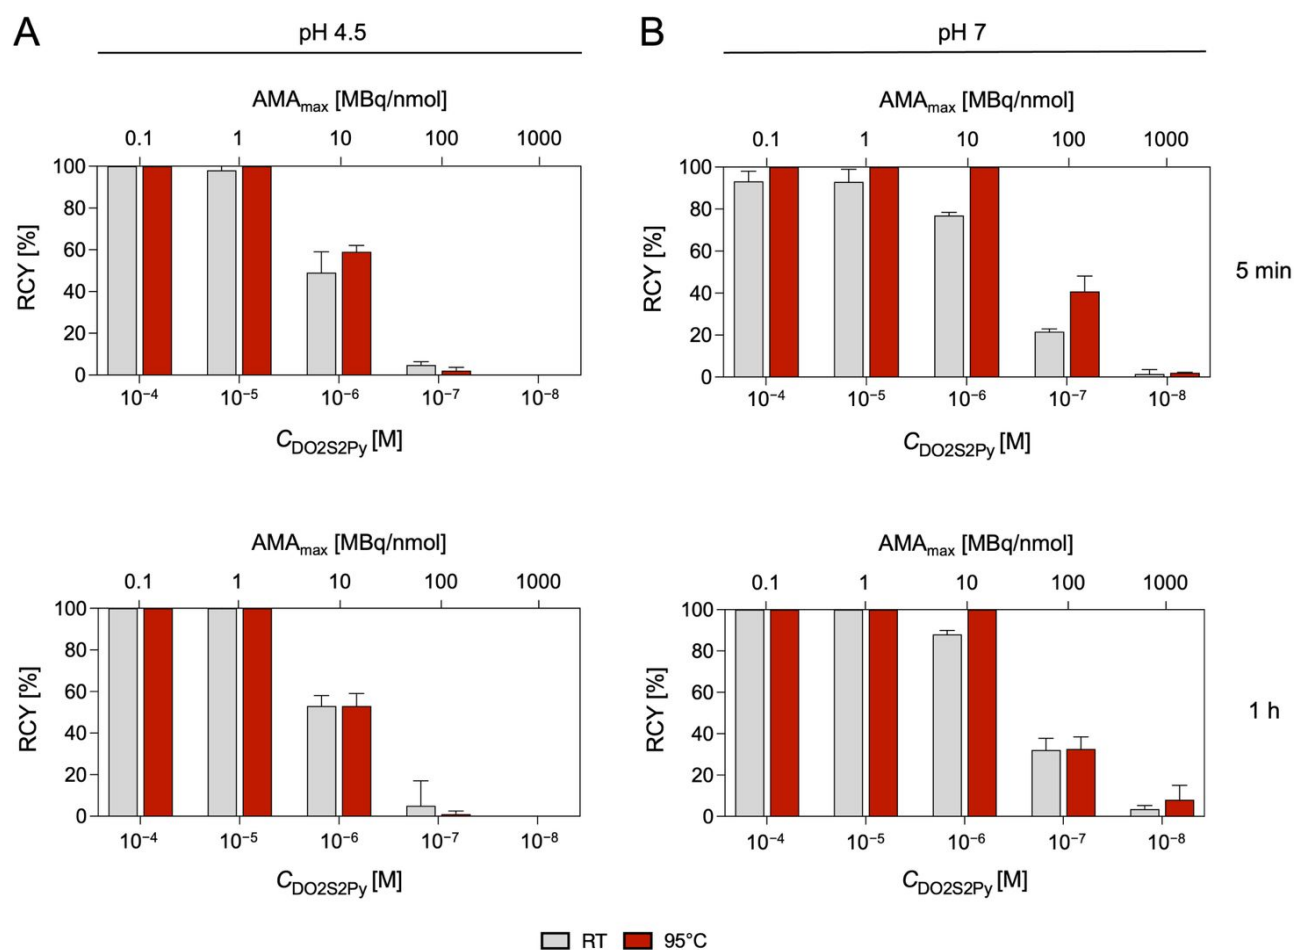 A
pH 4.5
AMAmax [MBq/nmol]
0.1 1 10 100 1000
100
80
60
40
20
0
RCY [%]
10−4 10−5 10−6 10−7 10−8
CDO2S2Py [M]
B
pH 7
AMAmax [MBq/nmol]
0.1 1 10 100 1000
100
80
60
40
20
0
RCY [%]
10−4 10−5 10−6 10−7 10−8
CDO2S2Py [M]
5 min
AMAmax [MBq/nmol]
0.1 1 10 100 1000
100
80
60
40
20
0
RCY [%]
10−4 10−5 10−6 10−7 10−8
CDO2S2Py [M]
AMAmax [MBq/nmol]
0.1 1 10 100 1000
100
80
60
40
20
0
RCY [%]
10−4 10−5 10−6 10−7 10−8
CDO2S2Py [M]
1 h
RT 95°C